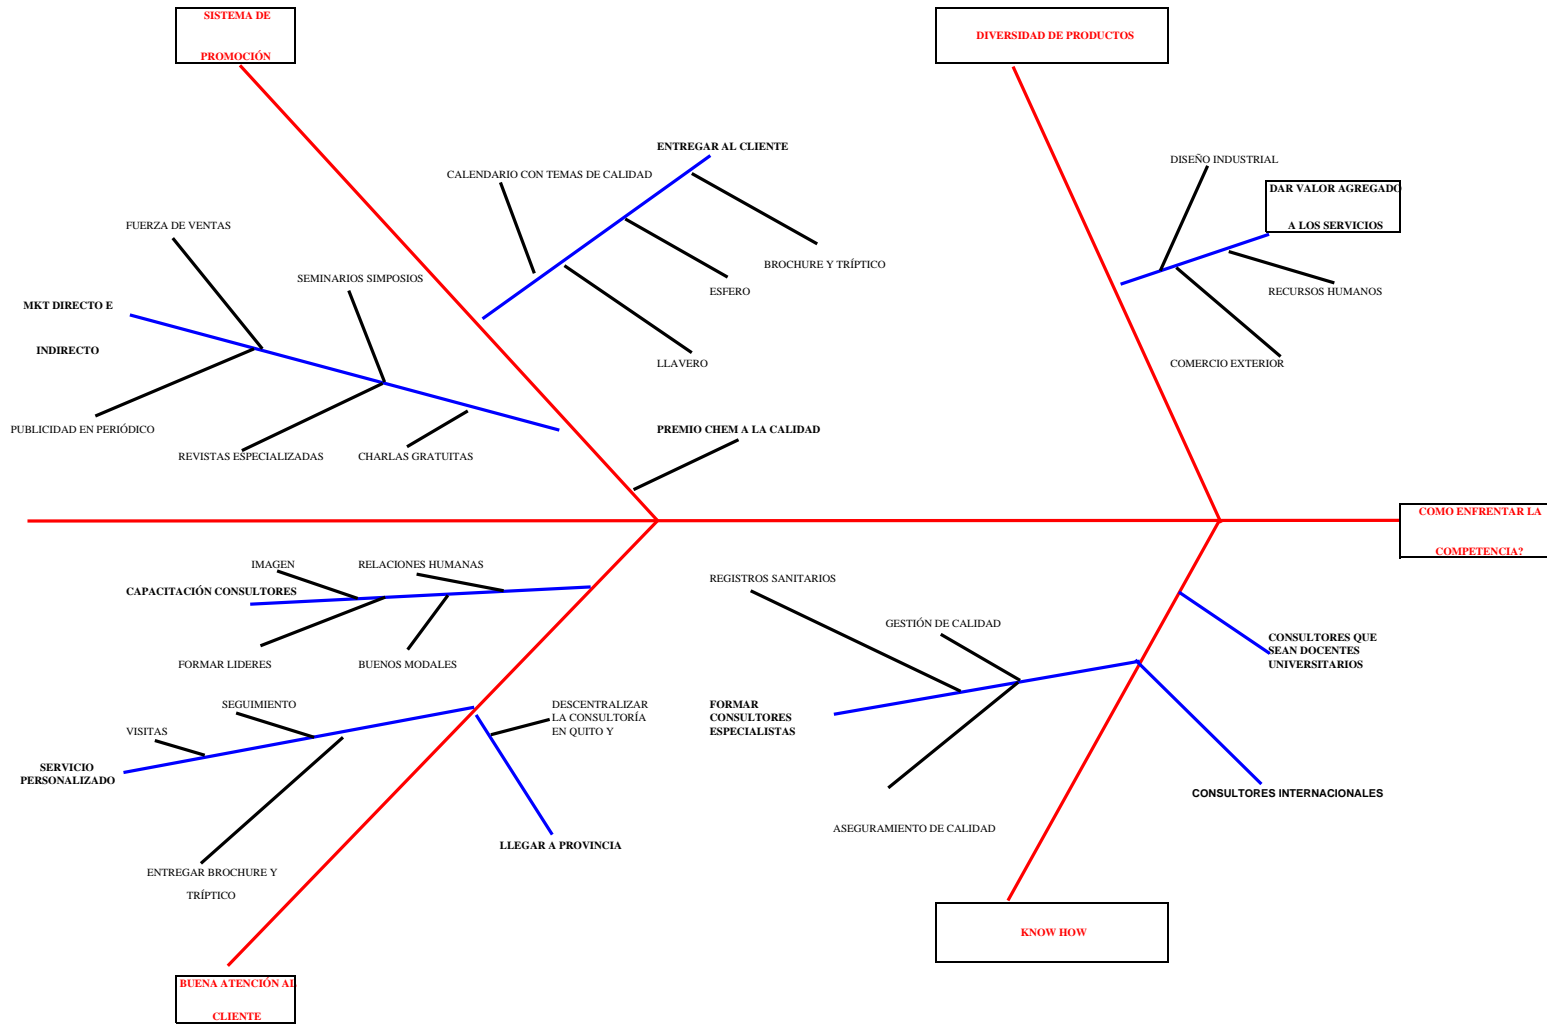 SISTEMA DE
PROMOCIÓN
DIVERSIDAD DE PRODUCTOS
ENTREGAR AL CLIENTE
CALENDARIO CON TEMAS DE CALIDAD
DISEÑO INDUSTRIAL
DAR VALOR AGREGADO
A LOS SERVICIOS
FUERZA DE VENTAS
BROCHURE Y TRÍPTICO
SEMINARIOS SIMPOSIOS
ESFERO
RECURSOS HUMANOS
MKT DIRECTO E
INDIRECTO
LLAVERO
COMERCIO EXTERIOR
PUBLICIDAD EN PERIÓDICO
PREMIO CHEM A LA CALIDAD
REVISTAS ESPECIALIZADAS
CHARLAS GRATUITAS
COMO ENFRENTAR LA
COMPETENCIA?
IMAGEN
RELACIONES HUMANAS
CAPACITACIÓN CONSULTORES
REGISTROS SANITARIOS
GESTIÓN DE CALIDAD
CONSULTORES QUE
SEAN DOCENTES
UNIVERSITARIOS
FORMAR LIDERES
BUENOS MODALES
SEGUIMIENTO
DESCENTRALIZAR
LA CONSULTORÍA
EN QUITO Y
FORMAR
CONSULTORES
ESPECIALISTAS
VISITAS
SERVICIO
PERSONALIZADO
CONSULTORES INTERNACIONALES
ASEGURAMIENTO DE CALIDAD
LLEGAR A PROVINCIA
ENTREGAR BROCHURE Y
TRÍPTICO
KNOW HOW
BUENA ATENCIÓN AL
CLIENTE